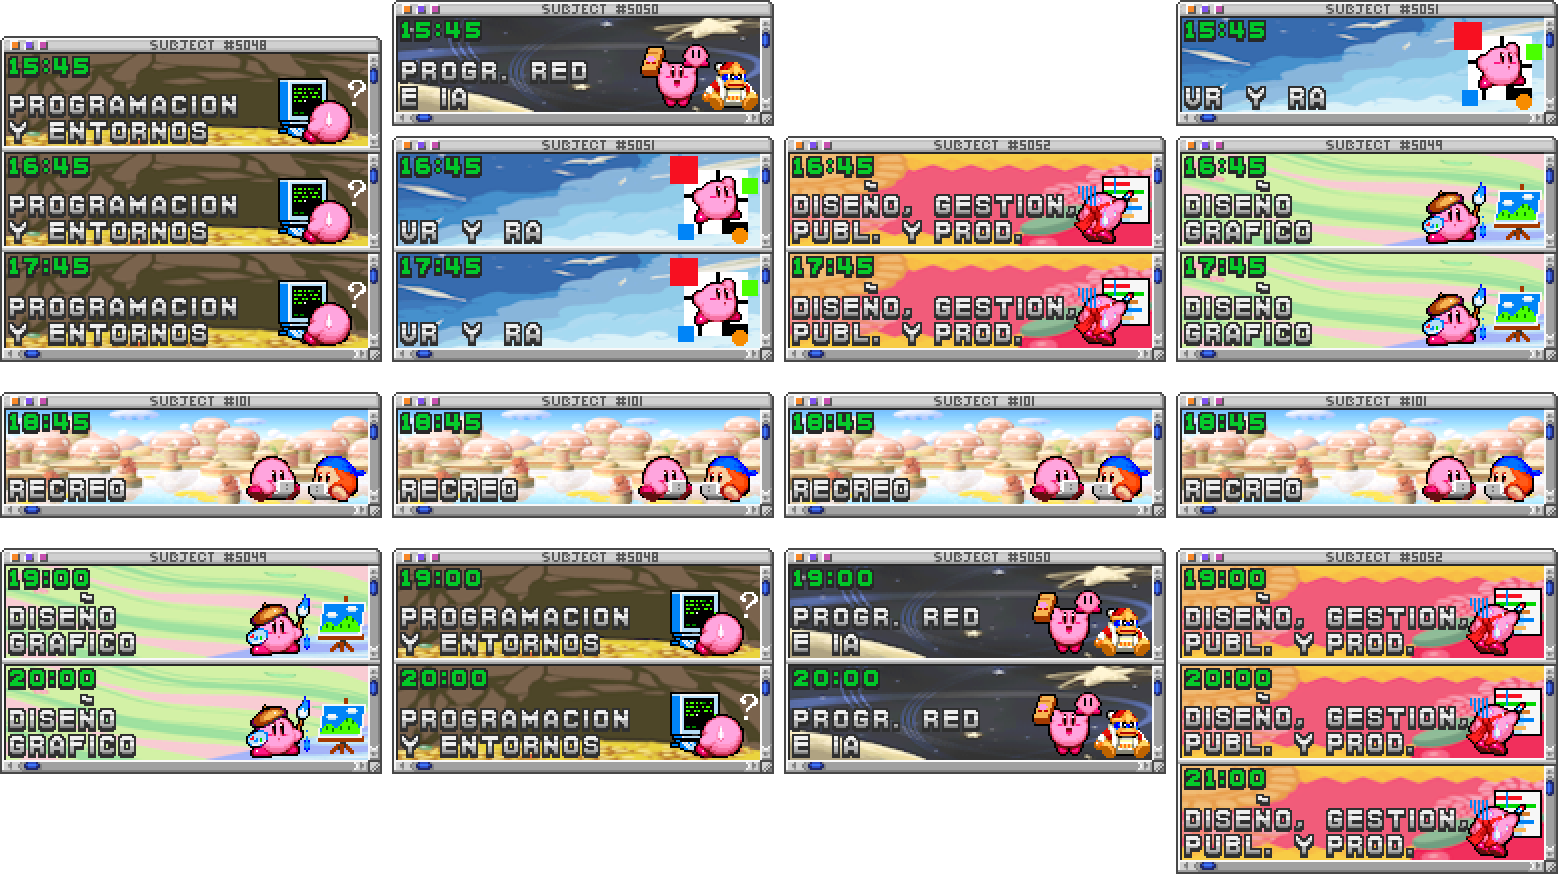 SUBJECT #5048
15:45
PROGRAMACION
Y ENTORNOS
16:45
PROGRAMACION
Y ENTORNOS
17:45
PROGRAMACION
Y ENTORNOS
SUBJECT #101
18:45
RECREO
SUBJECT #5049
19:00
DISEÑO
GRAFICO
20:00
DISEÑO
GRAFICO
SUBJECT #5050
15:45
PROGR. RED
E IA
SUBJECT #5051
16:45
VR Y RA
17:45
VR Y RA
SUBJECT #101
18:45
RECREO
SUBJECT #5048
19:00
PROGRAMACION
Y ENTORNOS
20:00
PROGRAMACION
Y ENTORNOS
SUBJECT #5052
16:45
DISEÑO, GESTION,
PUBL. Y PROD.
17:45
DISEÑO, GESTION,
PUBL. Y PROD.
SUBJECT #101
18:45
RECREO
SUBJECT #5050
19:00
PROGR. RED
E IA
20:00
PROGR. RED
E IA
SUBJECT #5051
15:45
VR Y RA
SUBJECT #5049
16:45
DISEÑO
GRAFICO
17:45
DISEÑO
GRAFICO
SUBJECT #101
18:45
RECREO
SUBJECT #5052
19:00
DISEÑO, GESTION,
PUBL. Y PROD.
20:00
DISEÑO, GESTION,
PUBL. Y PROD.
21:00
DISEÑO, GESTION,
PUBL. Y PROD.